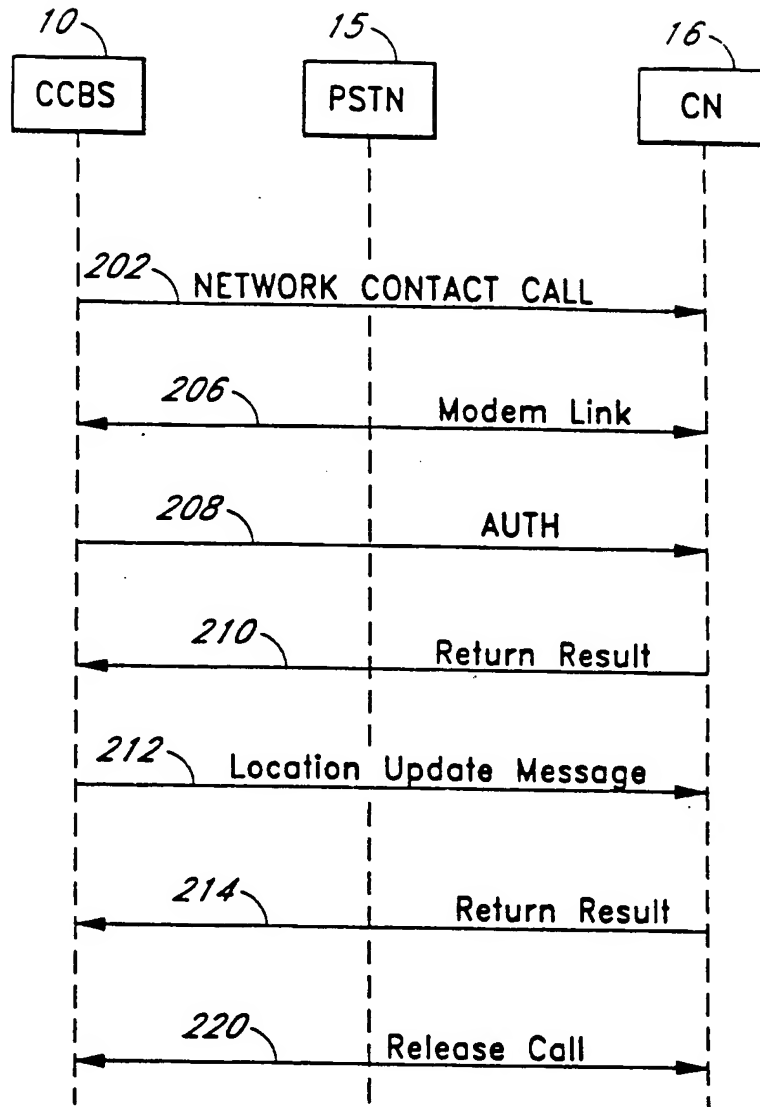 10 15 16
CCBS PSTN CN
202 NETWORK CONTACT CALL
206 Modem Link
208 AUTH
210 Return Result
212 Location Update Message
214 Return Result
220 Release Call